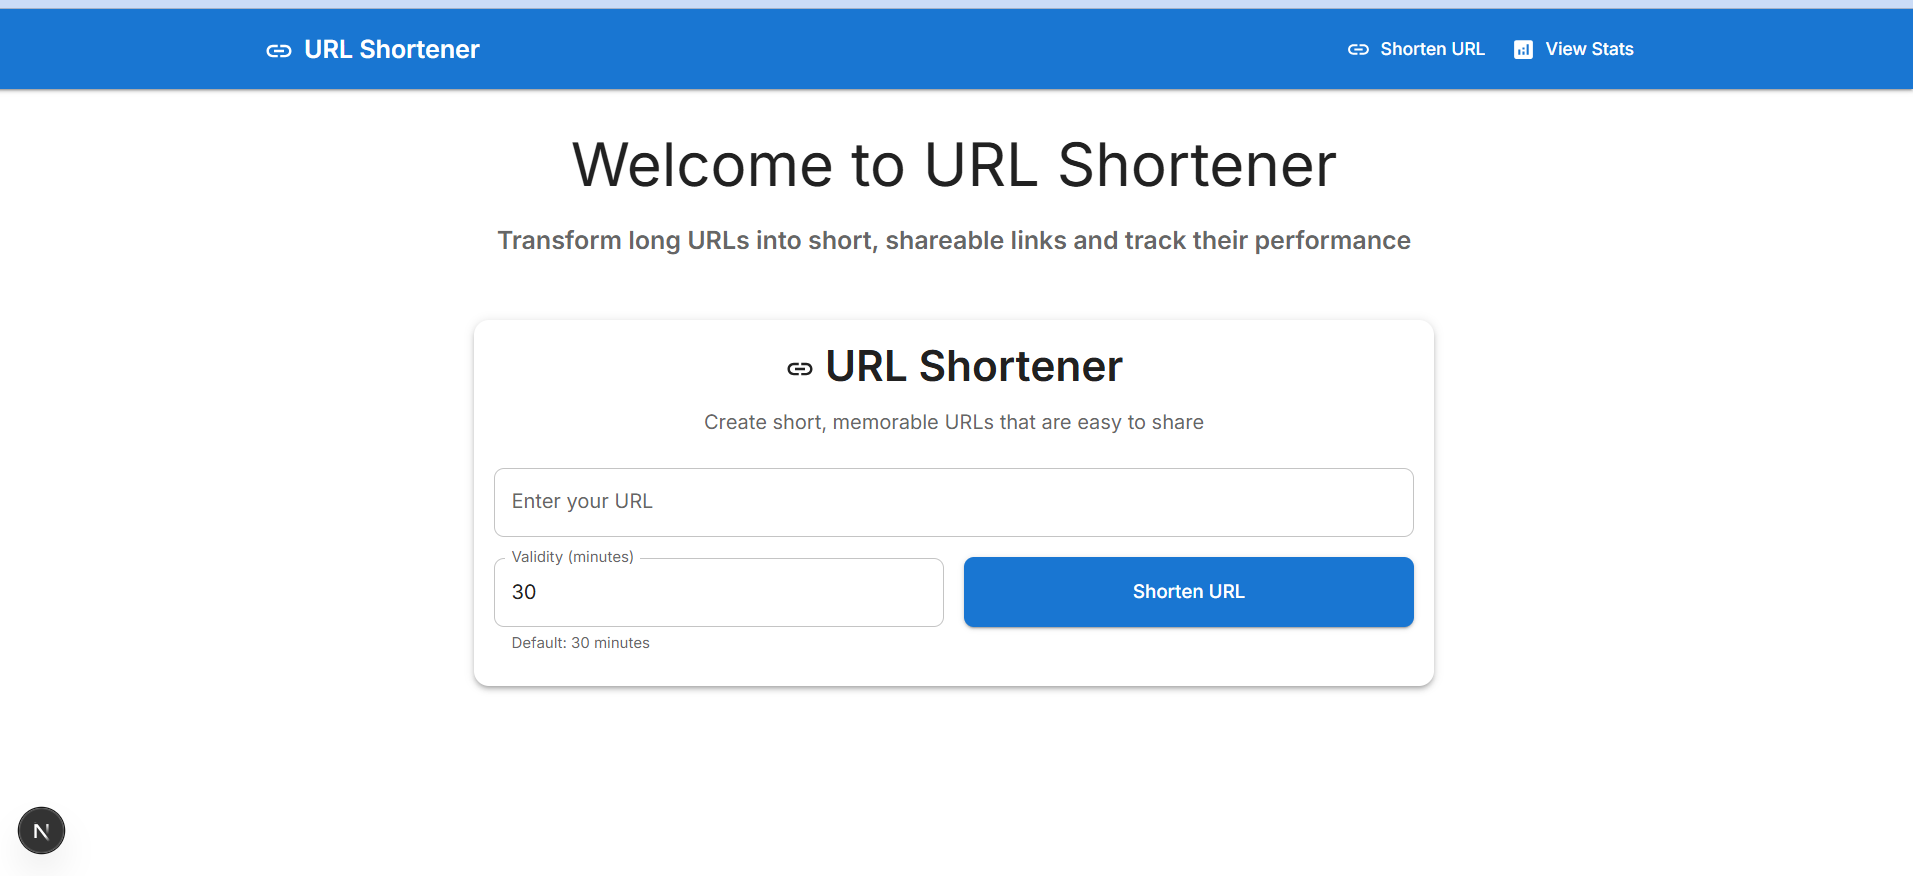 URL Shortener
Shorten URL
View Stats
Welcome to URL Shortener
Transform long URLs into short, shareable links and track their performance
URL Shortener
Create short, memorable URLs that are easy to share
Enter your URL
Validity (minutes)
30
Shorten URL
Default: 30 minutes
N